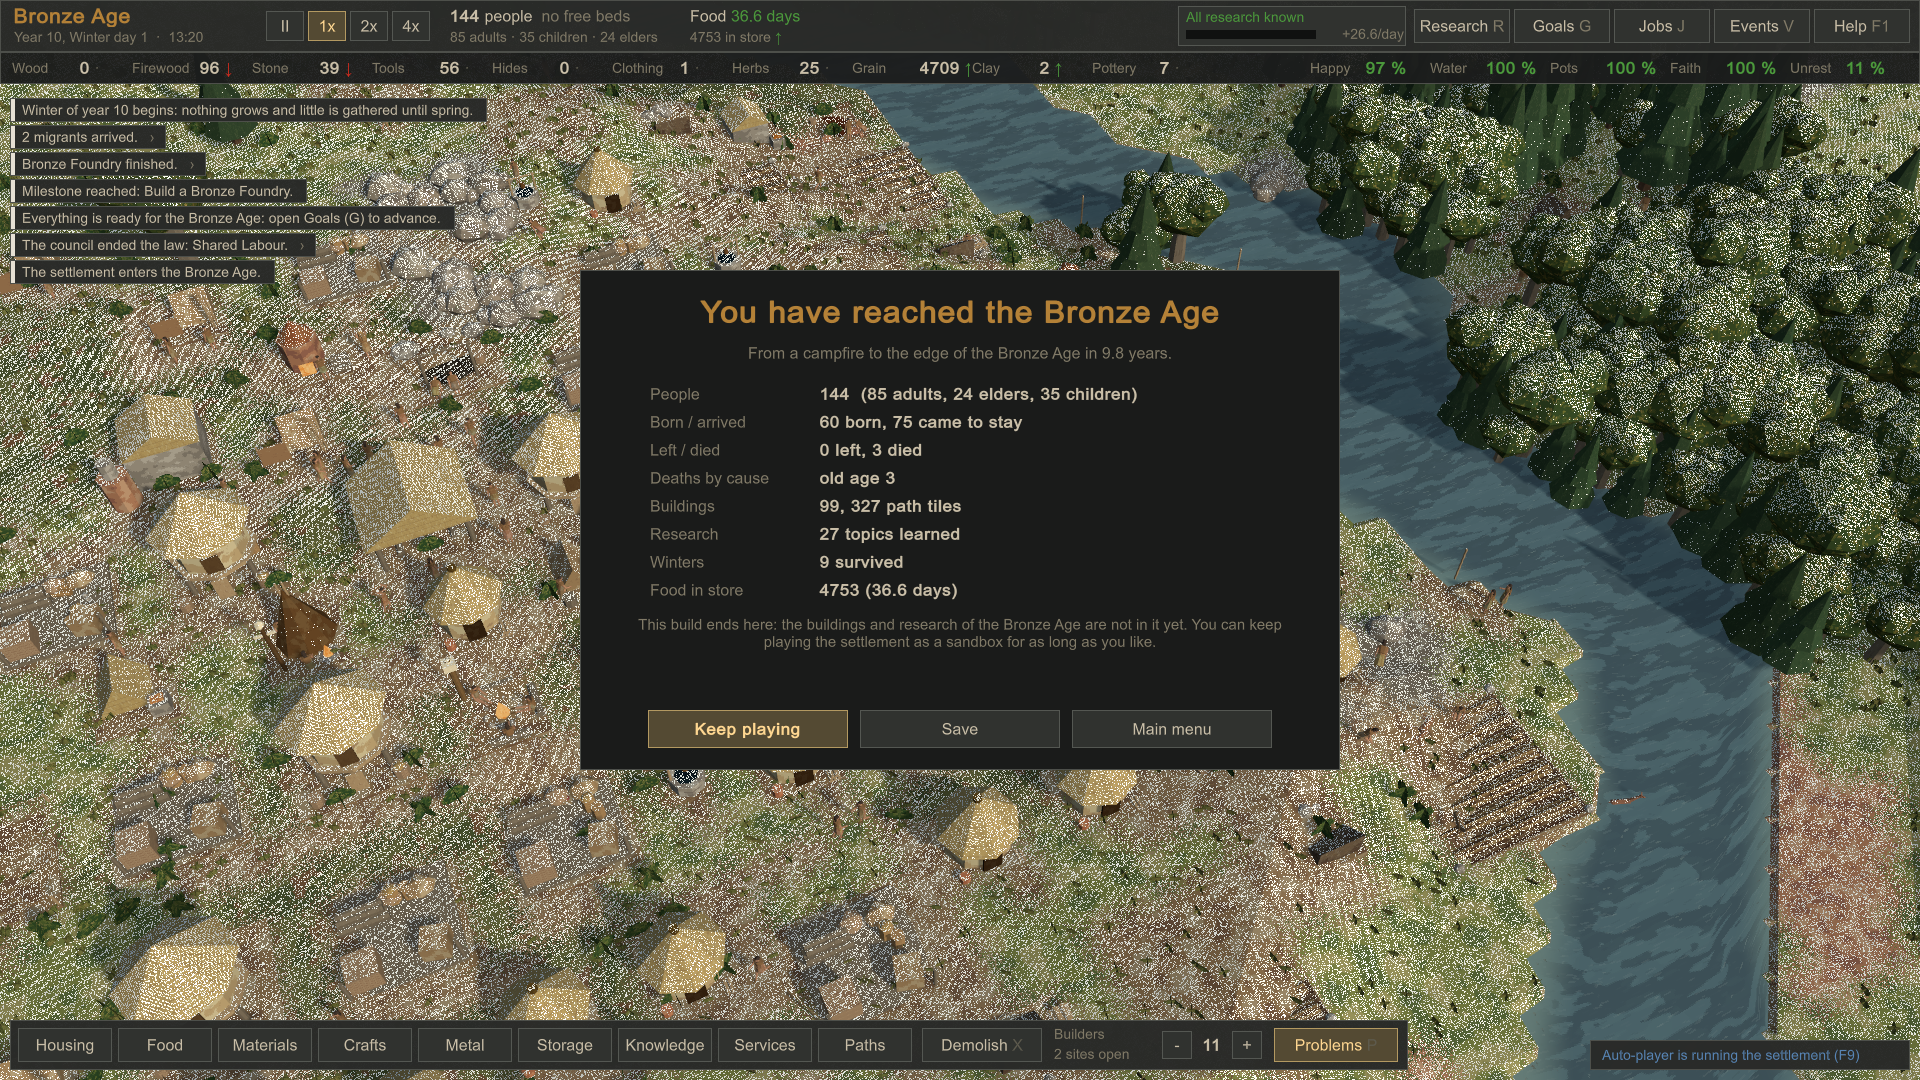 Bronze Age
Year 10, Winter day 1 · 13:20
II 1x 2x 4x
144 people no free beds
85 adults · 35 children · 24 elders
Food 36.6 days
4753 in store ↑
All research known
+26.6/day
Research R
Goals G
Jobs J
Events V
Help F1
Wood 0 · Firewood 96 ↓ Stone 39 ↓ Tools 56 · Hides 0 · Clothing 1 · Herbs 25 · Grain 4709 ↑ Clay 2 ↑ Pottery 7 · Happy 97 % Water 100 % Pots 100 % Faith 100 % Unrest 11 %
Winter of year 10 begins: nothing grows and little is gathered until spring.
2 migrants arrived. ›
Bronze Foundry finished. ›
Milestone reached: Build a Bronze Foundry.
Everything is ready for the Bronze Age: open Goals (G) to advance.
The council ended the law: Shared Labour. ›
The settlement enters the Bronze Age.
You have reached the Bronze Age
From a campfire to the edge of the Bronze Age in 9.8 years.
People 144 (85 adults, 24 elders, 35 children)
Born / arrived 60 born, 75 came to stay
Left / died 0 left, 3 died
Deaths by cause old age 3
Buildings 99, 327 path tiles
Research 27 topics learned
Winters 9 survived
Food in store 4753 (36.6 days)
This build ends here: the buildings and research of the Bronze Age are not in it yet. You can keep
playing the settlement as a sandbox for as long as you like.
Keep playing
Save
Main menu
Housing
Food
Materials
Crafts
Metal
Storage
Knowledge
Services
Paths
Demolish X
Builders
2 sites open
- 11 +
Problems P
Auto-player is running the settlement (F9)